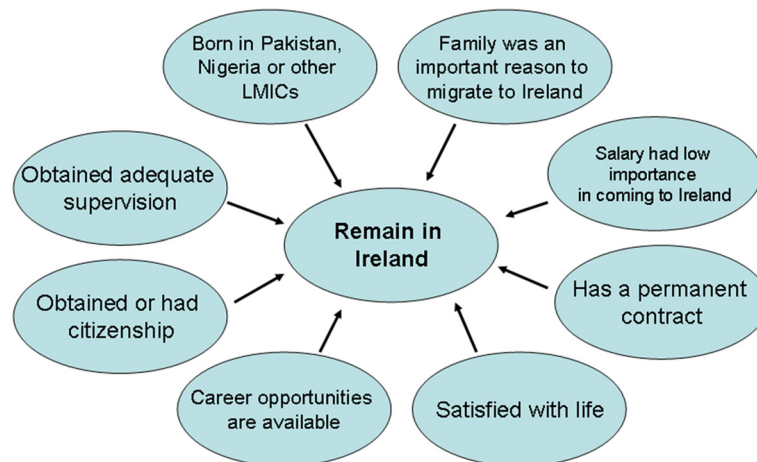 Born in Pakistan,
Nigeria or other
LMICs
Family was an
important reason to
migrate to Ireland
Obtained adequate
supervision
Salary had low
importance
in coming to Ireland
Remain in
Ireland
Obtained or had
citizenship
Has a permanent
contract
Career opportunities
are available
Satisfied with life